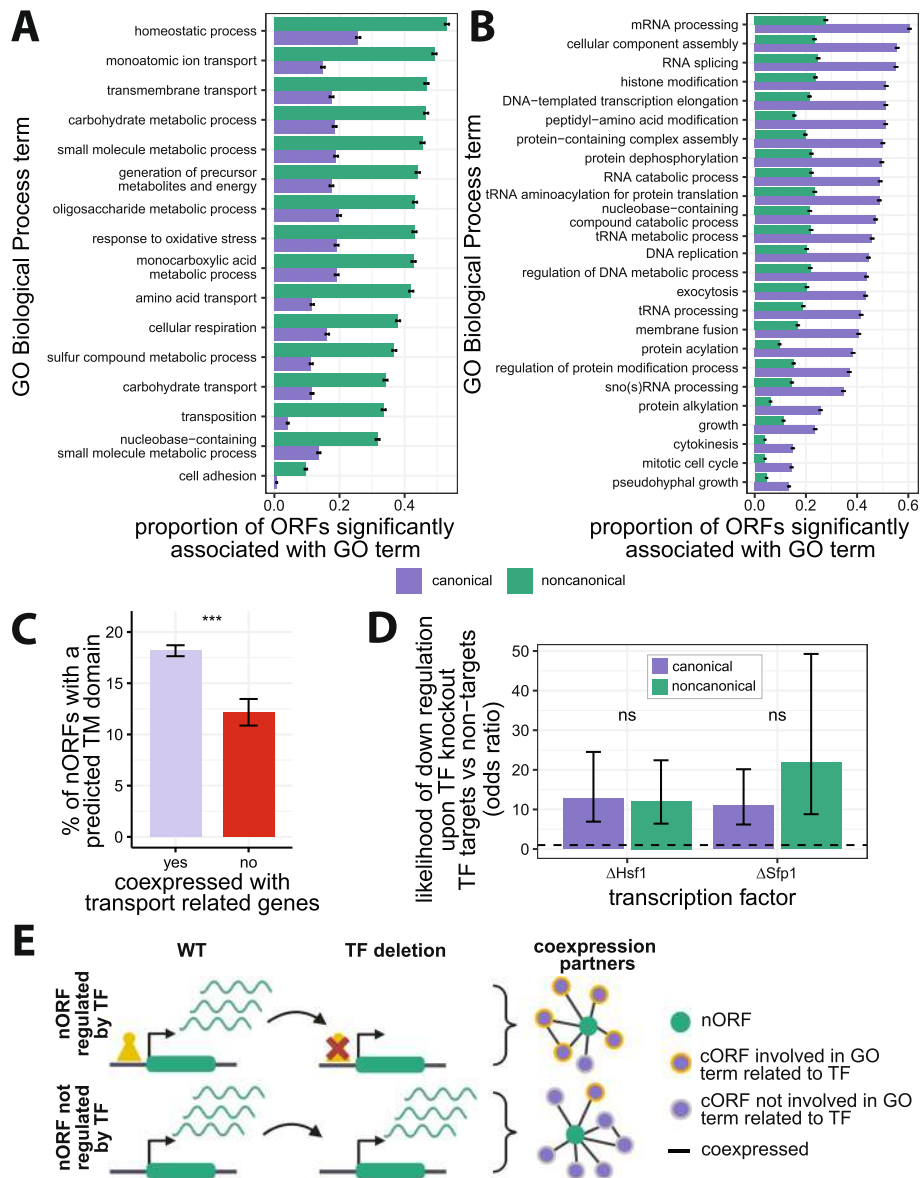 A
GO Biological Process term
homeostatic process
monoatomic ion transport
transmembrane transport
carbohydrate metabolic process
small molecule metabolic process
generation of precursor
metabolites and energy
oligosaccharide metabolic process
response to oxidative stress
monocarboxylic acid
metabolic process
amino acid transport
cellular respiration
sulfur compound metabolic process
carbohydrate transport
transposition
nucleobase−containing
small molecule metabolic process
cell adhesion
0.0 0.2 0.4
proportion of ORFs significantly
associated with GO term
B
GO Biological Process term
mRNA processing
cellular component assembly
RNA splicing
histone modification
DNA−templated transcription elongation
peptidyl−amino acid modification
protein−containing complex assembly
protein dephosphorylation
RNA catabolic process
tRNA aminoacylation for protein translation
nucleobase−containing
compound catabolic process
tRNA metabolic process
DNA replication
regulation of DNA metabolic process
exocytosis
tRNA processing
membrane fusion
protein acylation
regulation of protein modification process
sno(s)RNA processing
protein alkylation
growth
cytokinesis
mitotic cell cycle
pseudohyphal growth
0.0 0.2 0.4 0.6
proportion of ORFs significantly
associated with GO term
canonical noncanonical
C
% of nORFs with a
predicted TM domain
20
15
10
5
0
***
yes no
coexpressed with
transport related genes
D
likelihood of down regulation
upon TF knockout
TF targets vs non-targets
(odds ratio)
50
40
30
20
10
0
canonical
noncanonical
ns ns
ΔHsf1 ΔSfp1
transcription factor
E
WT TF deletion coexpression
partners
nORF
regulated
by TF
nORF not
regulated
by TF
nORF
cORF involved in GO
term related to TF
cORF not involved in GO
term related to TF
coexpressed